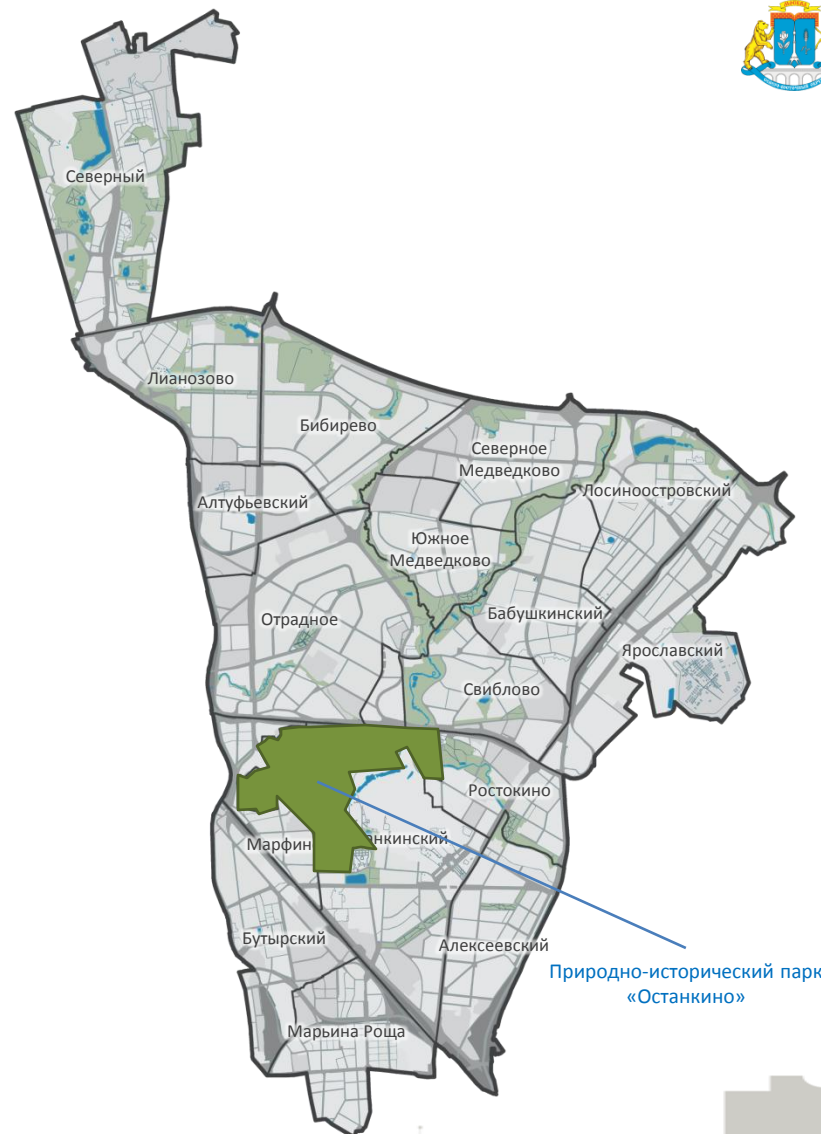 Северный
Лианозово
Бибирево
Северное
Медведково
Лосиноостровский
Алтуфьевский
Южное
Медведково
Отрадное
Бабушкинский
Ярославский
Свиблово
Ростокино
Марфин
анкинский
Бутырский
Алексеевский
Природно-исторический парк
«Останкино»
Марьина Роща